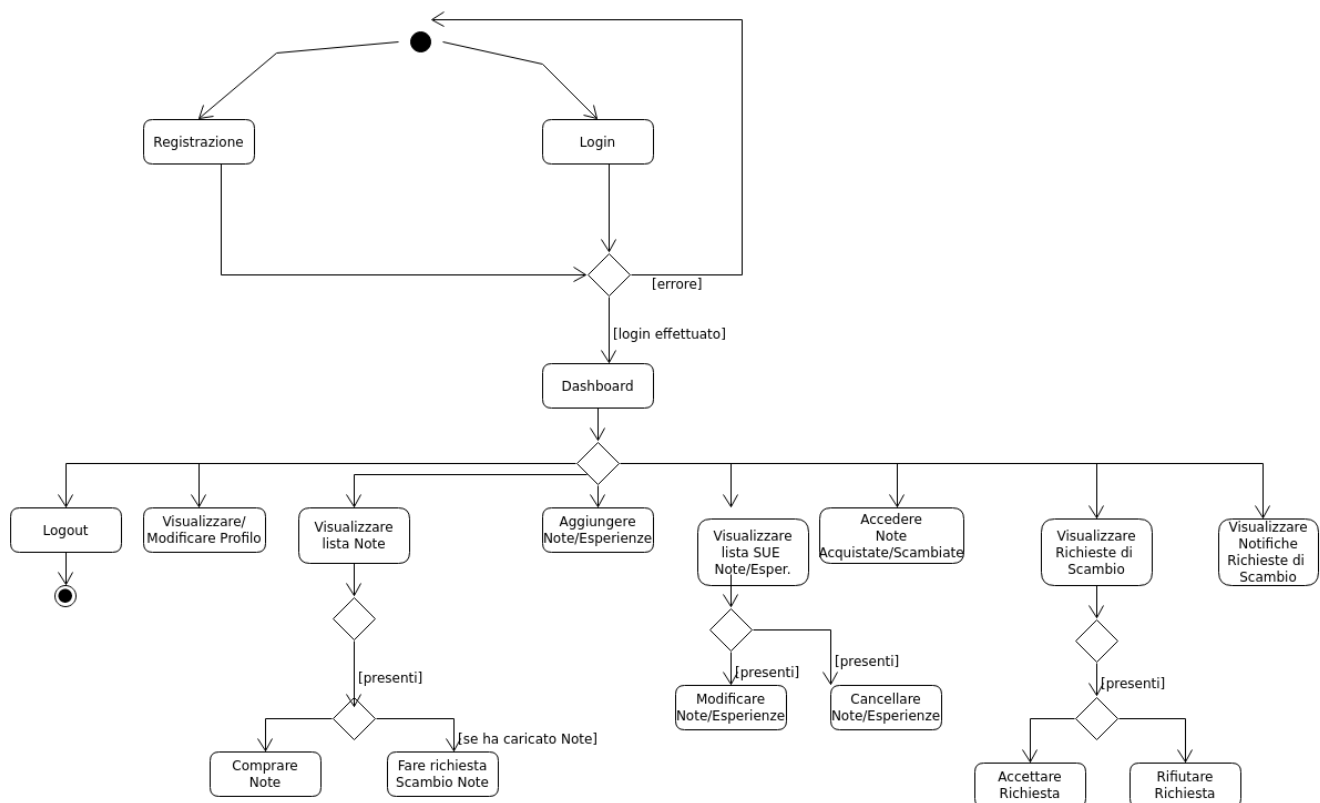 Registrazione
Login
[errore]
[login effettuato]
Dashboard
Logout
Visualizzare/
Modificare Profilo
Visualizzare
lista Note
Aggiungere
Note/Esperienze
Visualizzare
lista SUE
Note/Esper.
Accedere
Note
Acquistate/Scambiate
Visualizzare
Richieste di
Scambio
Visualizzare
Notifiche
Richieste di
Scambio
[presenti]
[presenti]
[presenti]
[presenti]
Modificare
Note/Esperienze
Cancellare
Note/Esperienze
[se ha caricato Note]
Comprare
Note
Fare richiesta
Scambio Note
Accettare
Richiesta
Rifiutare
Richiesta